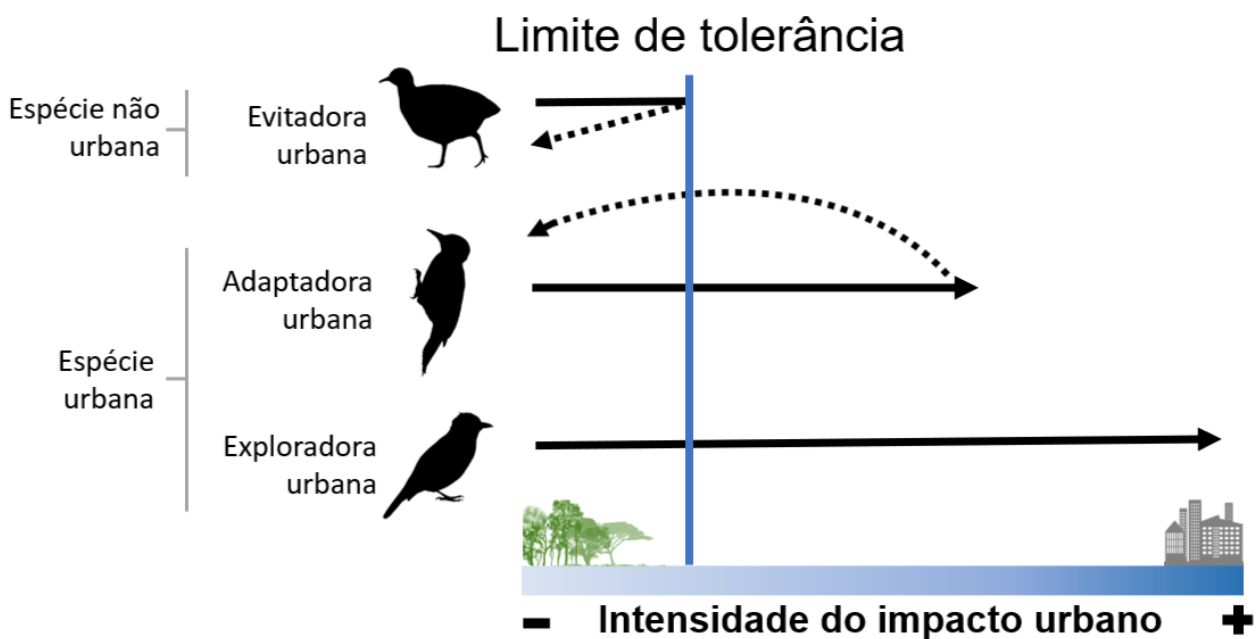 Limite de tolerância
Espécie não
urbana
Evitadora
urbana
Adaptadora
urbana
Espécie
urbana
Exploradora
urbana
- Intensidade do impacto urbano +